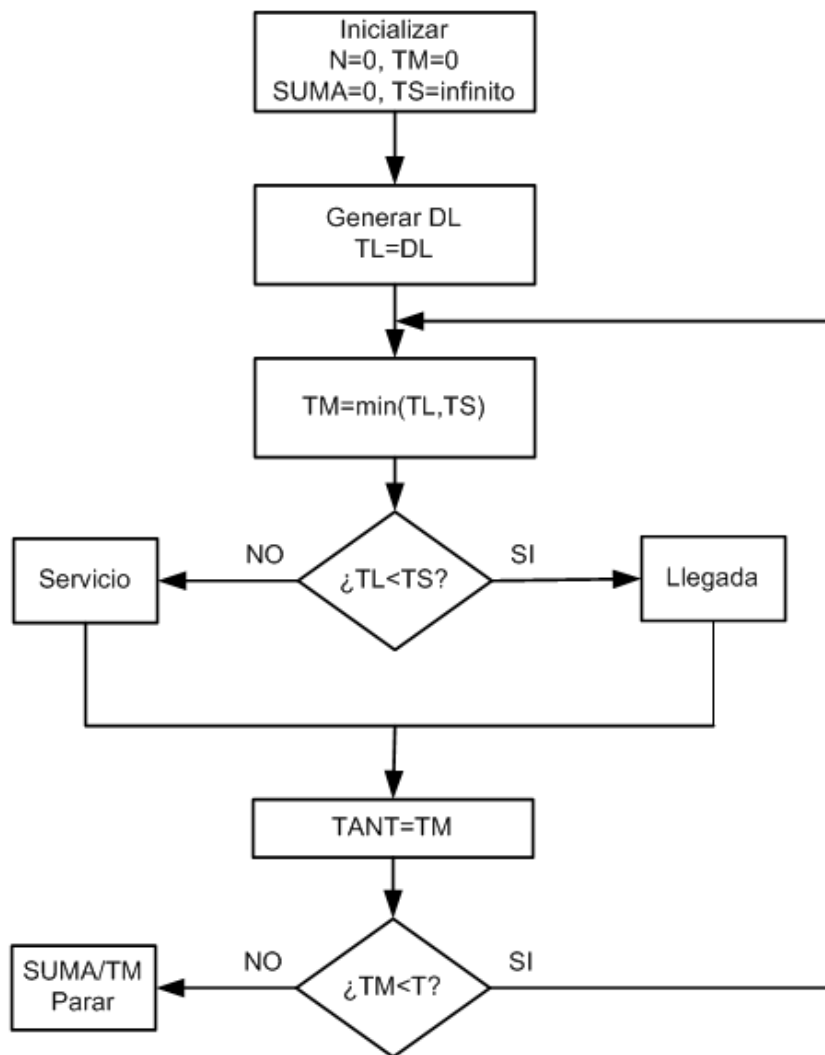 Inicializar
N=0, TM=0
SUMA=0, TS=infinito
Generar DL
TL=DL
TM=min(TL,TS)
NO
SI
Servicio
¿TL<TS?
Llegada
TANT=TM
NO
SI
SUMA/TM
Parar
¿TM<T?